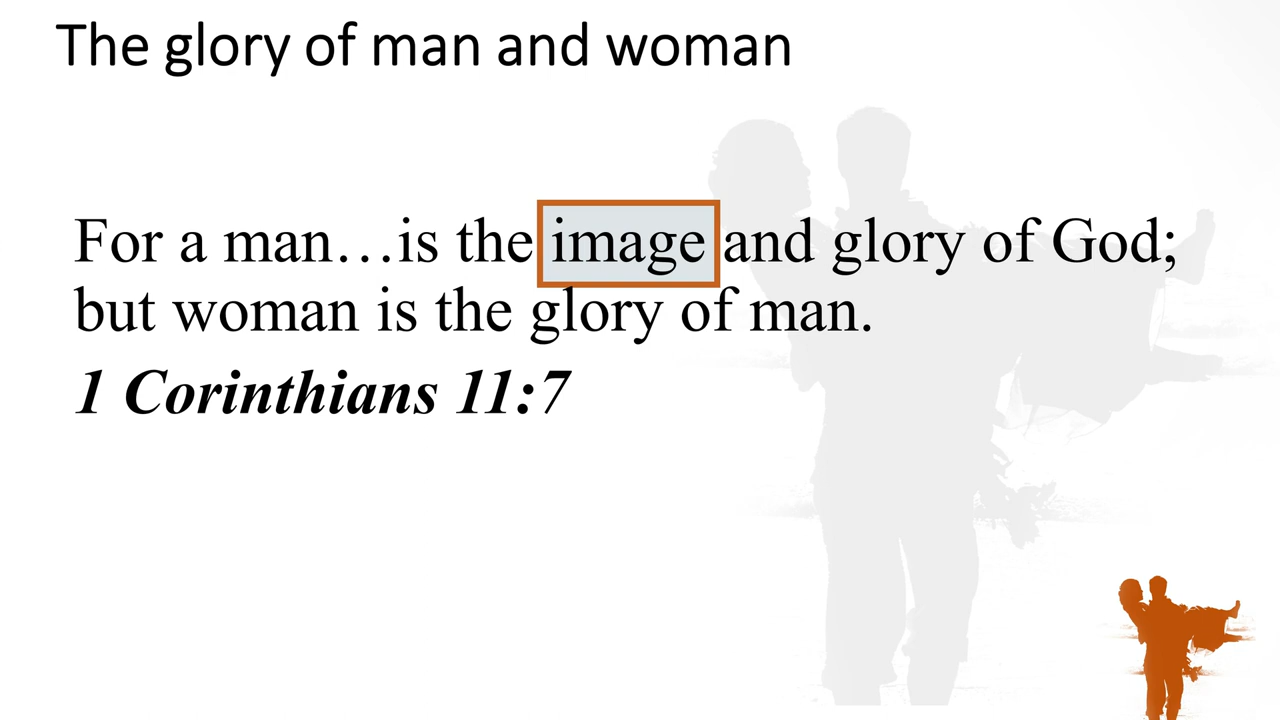 The glory of man and woman
For a man…is the image and glory of God;
but woman is the glory of man.
1 Corinthians 11:7